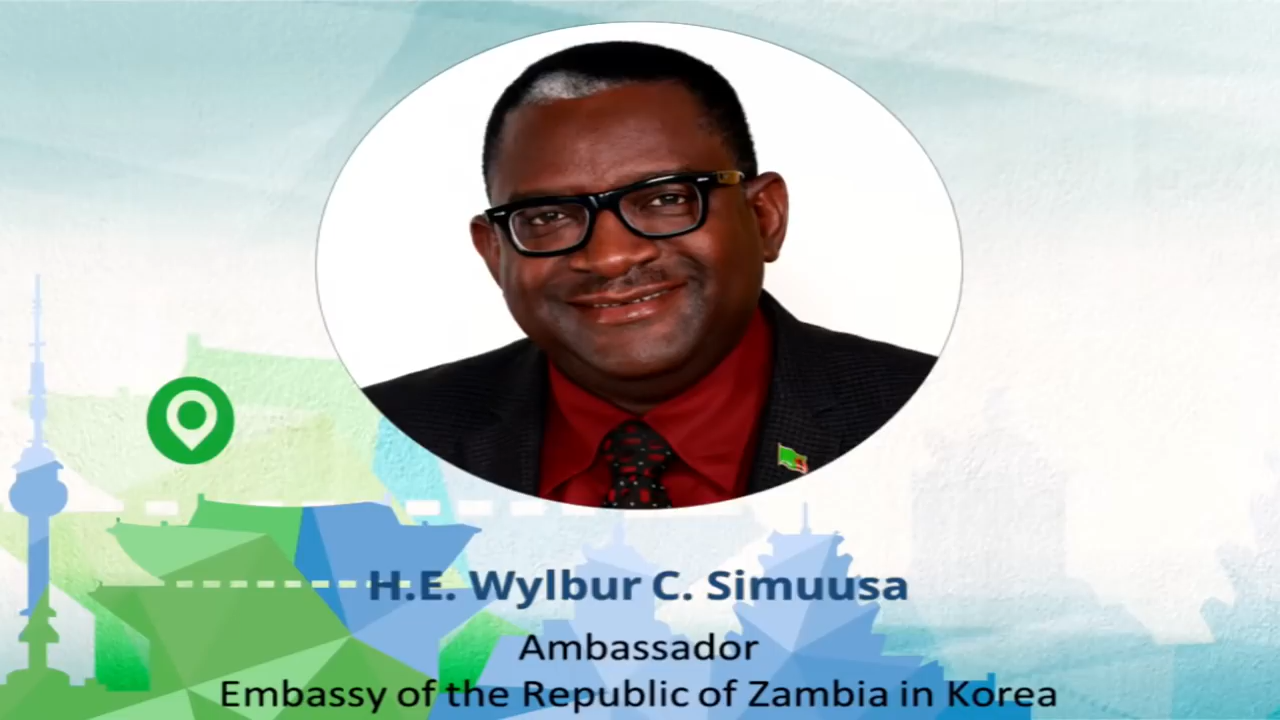 H.E. Wylbur C. Simuusa
Ambassador
Embassy of the Republic of Zambia in Korea